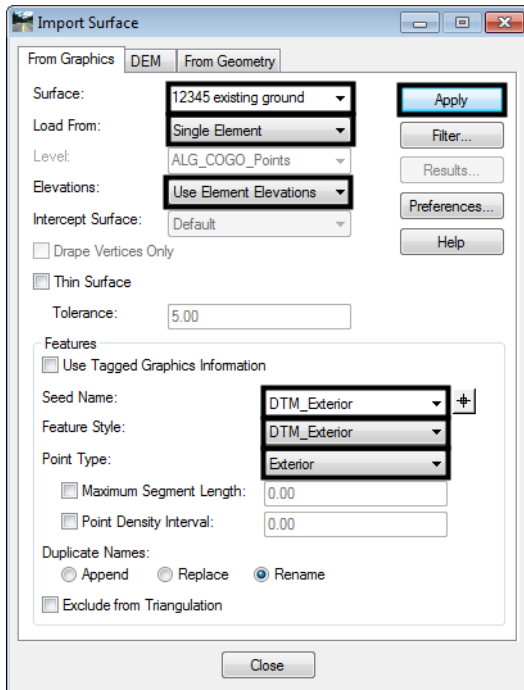 Import Surface
From Graphics DEM From Geometry
Surface: 12345 existing ground Apply
Load From: Single Element Filter...
Level: ALG_COGO_Points Results...
Elevations: Use Element Elevations Preferences...
Intercept Surface: Default Help
Drape Vertices Only
Thin Surface
Tolerance: 5.00
Features
Use Tagged Graphics Information
Seed Name: DTM_Exterior
Feature Style: DTM_Exterior
Point Type: Exterior
Maximum Segment Length: 0.00
Point Density Interval: 0.00
Duplicate Names:
Append Replace Rename
Exclude from Triangulation
Close